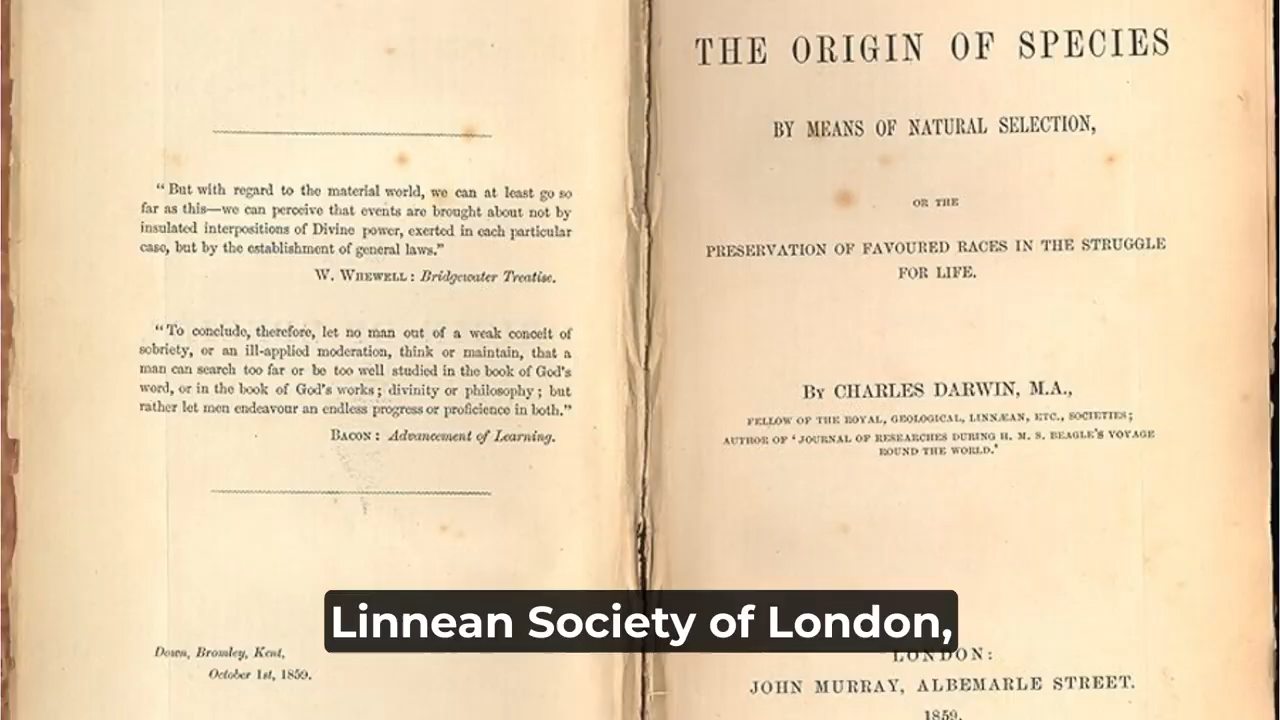 “But with regard to the material world, we can at least go so
far as this—we can perceive that events are brought about not by
insulated interpositions of Divine power, exerted in each particular
case, but by the establishment of general laws.”
W. WHEWELL: Bridgewater Treatise.
“To conclude, therefore, let no man out of a weak conceit of
sobriety, or an ill-applied moderation, think or maintain, that a
man can search too far or be too well studied in the book of God’s
word, or in the book of God’s works; divinity or philosophy; but
rather let men endeavour an endless progress or proficience in both.”
BACON: Advancement of Learning.
Down, Bromley, Kent,
October 1st, 1859.
THE ORIGIN OF SPECIES
BY MEANS OF NATURAL SELECTION,
OR THE
PRESERVATION OF FAVOURED RACES IN THE STRUGGLE
FOR LIFE.
BY CHARLES DARWIN, M.A.,
FELLOW OF THE ROYAL, GEOLOGICAL, LINNÆAN, ETC., SOCIETIES;
AUTHOR OF ‘JOURNAL OF RESEARCHES DURING H. M. S. BEAGLE’S VOYAGE
ROUND THE WORLD.’
LONDON:
JOHN MURRAY, ALBEMARLE STREET.
1859.
Linnean Society of London,